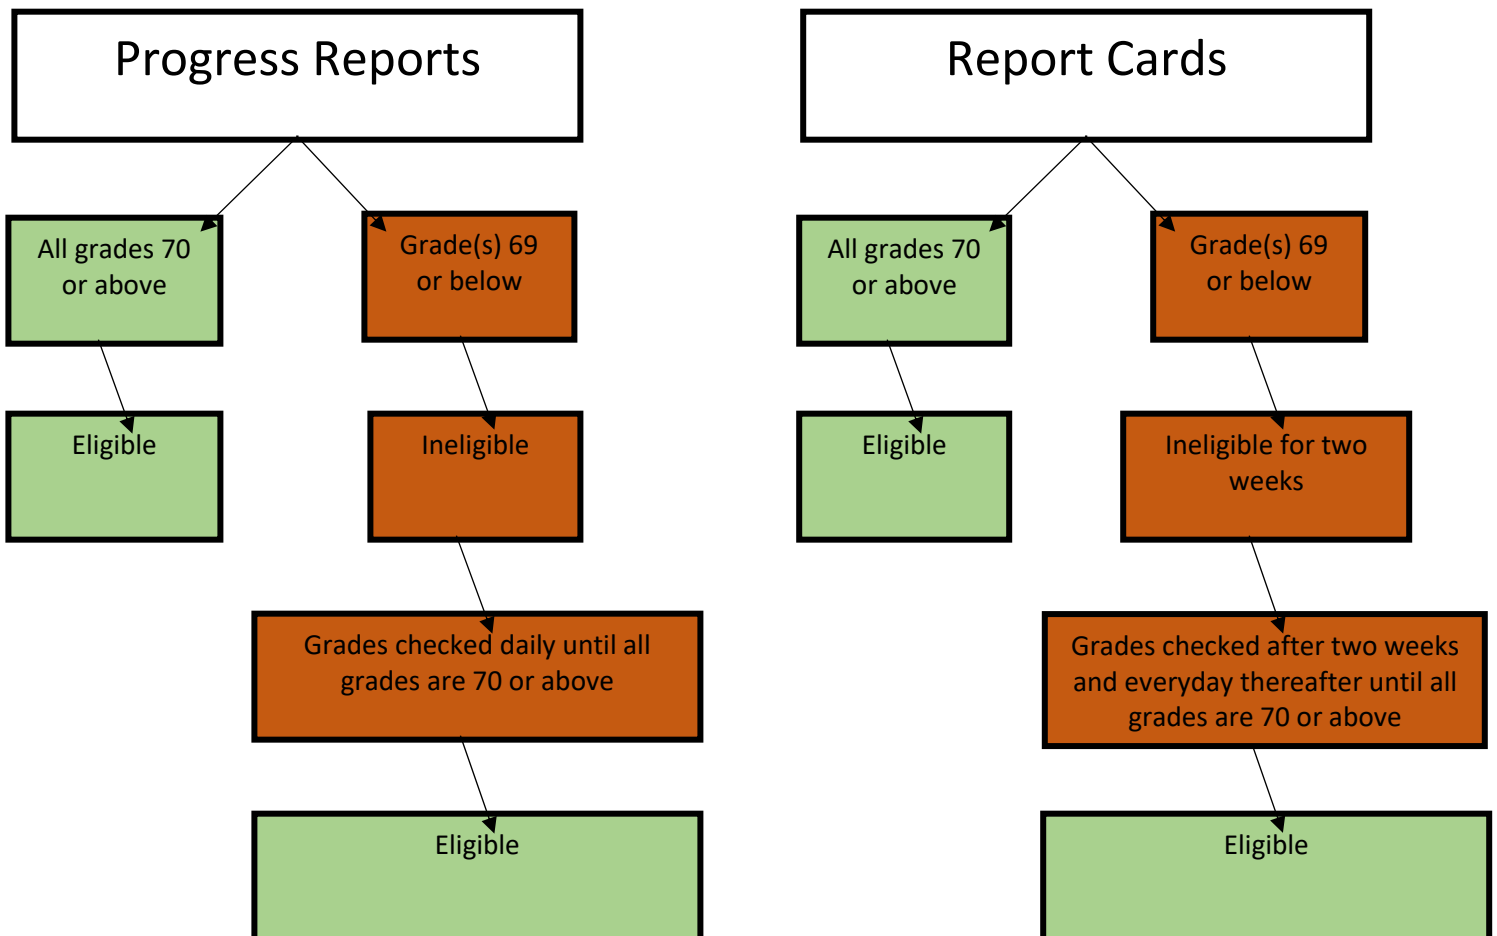 Progress Reports
Report Cards
All grades 70
or above
Grade(s) 69
or below
All grades 70
or above
Grade(s) 69
or below
Eligible
Ineligible
Eligible
Ineligible for two
weeks
Grades checked daily until all
grades are 70 or above
Grades checked after two weeks
and everyday thereafter until all
grades are 70 or above
Eligible
Eligible